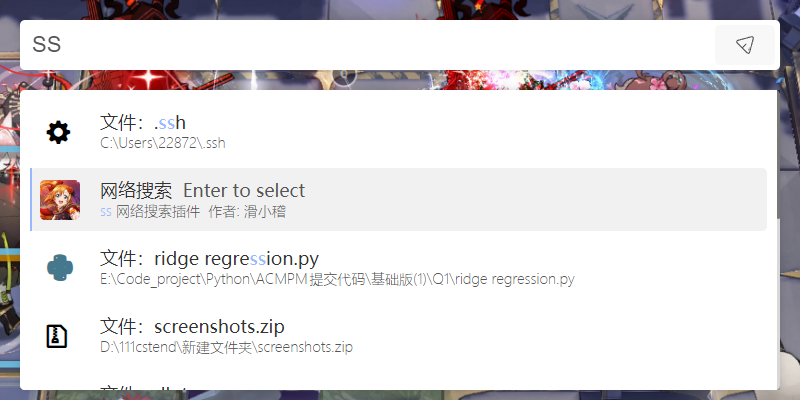 SS
文件：.ssh
C:\Users\22872\.ssh
网络搜索 Enter to select
ss 网络搜索插件 作者: 滑小稽
文件：ridge regression.py
E:\Code_project\Python\ACMPM提交代码\基础版(1)\Q1\ridge regression.py
文件：screenshots.zip
D:\111cstend\新建文件夹\screenshots.zip